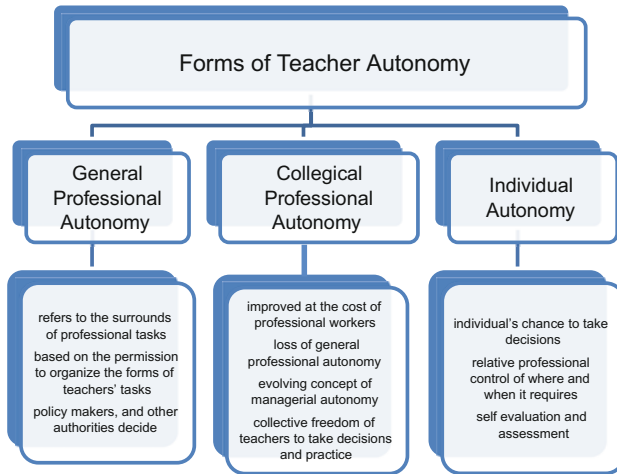 Forms of Teacher Autonomy
General
Professional
Autonomy
Collegical
Professional
Autonomy
Individual
Autonomy
refers to the surrounds
of professional tasks
based on the permission
to organize the forms of
teachers' tasks
policy makers, and other
authorities decide
improved at the cost of
professional workers
loss of general
professional autonomy
evolving concept of
managerial autonomy
collective freedom of
teachers to take decisions
and practice
individual's chance to take
decisions
relative professional
control of where and
when it requires
self evaluation and
assessment